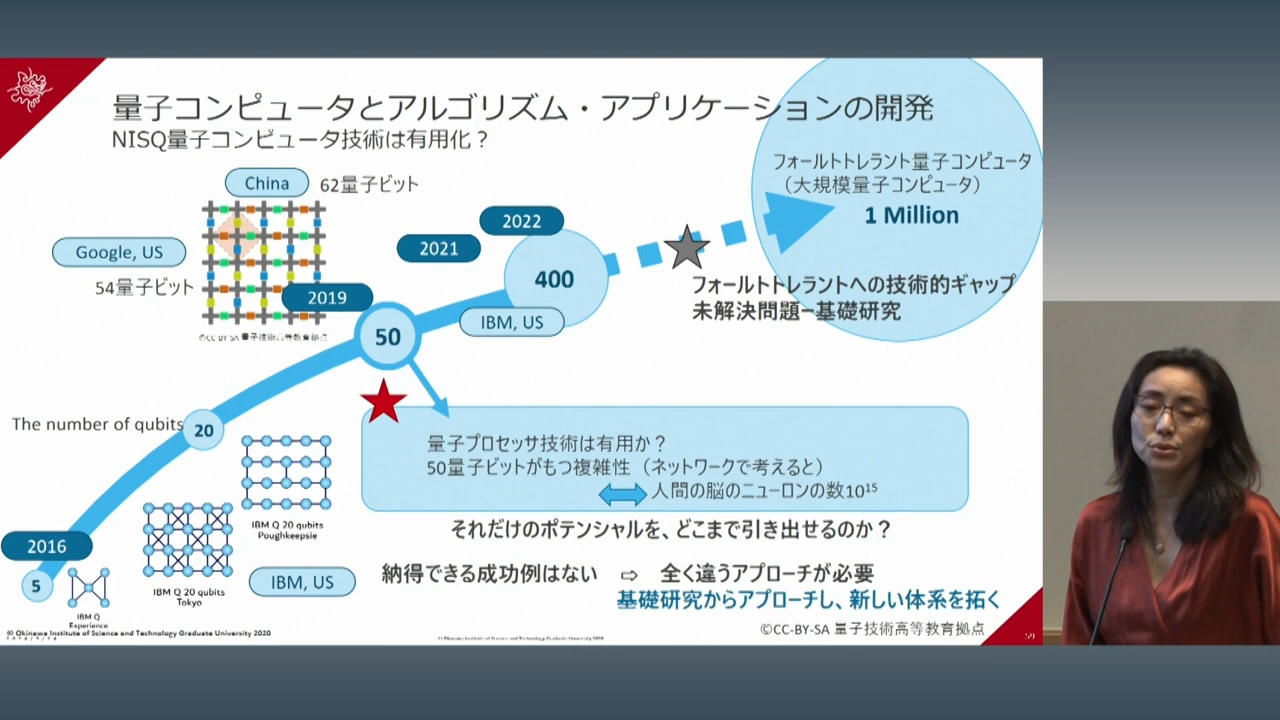 量子コンピュータとアルゴリズム・アプリケーションの開発
NISQ量子コンピュータ技術は有用化？
China
62量子ビット
Google, US
54量子ビット
©CC BY SA 量子技術高等教育拠点
2019
2021
2022
50
400
IBM, US
フォールトトレラント量子コンピュータ
（大規模量子コンピュータ）
1 Million
フォールトトレラントへの技術的ギャップ
未解決問題–基礎研究
The number of qubits
20
量子プロセッサ技術は有用か？
50量子ビットがもつ複雑性（ネットワークで考えると）
人間の脳のニューロンの数10¹⁵
IBM Q 20 qubits
Poughkeepsie
それだけのポテンシャルを、どこまで引き出せるのか？
2016
5
IBM Q
Experience
IBM Q 20 qubits
Tokyo
IBM, US
納得できる成功例はない ⇨ 全く違うアプローチが必要
基礎研究からアプローチし、新しい体系を拓く
©CC-BY-SA 量子技術高等教育拠点
© Okinawa Institute of Science and Technology Graduate University 2020
59